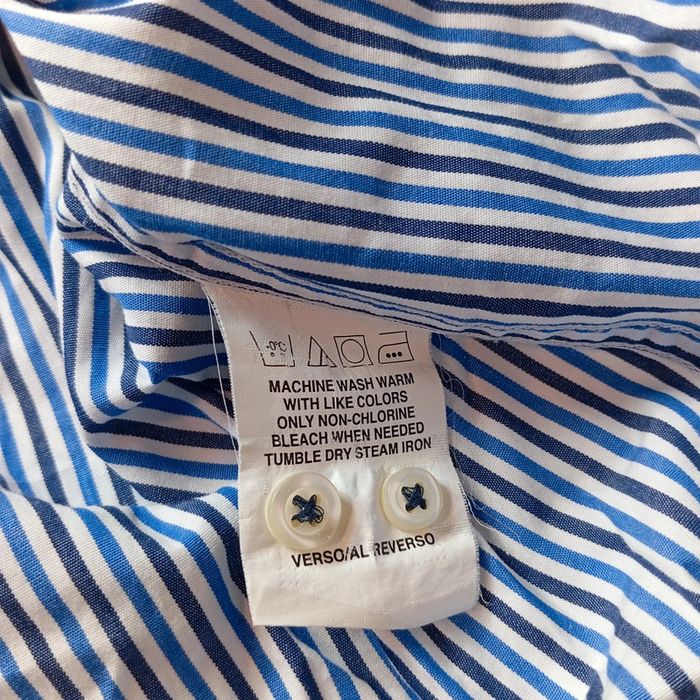 MACHINE WASH WARM
WITH LIKE COLORS
ONLY NON-CHLORINE
BLEACH WHEN NEEDED
TUMBLE DRY STEAM IRON
VERSO/AL REVERSO